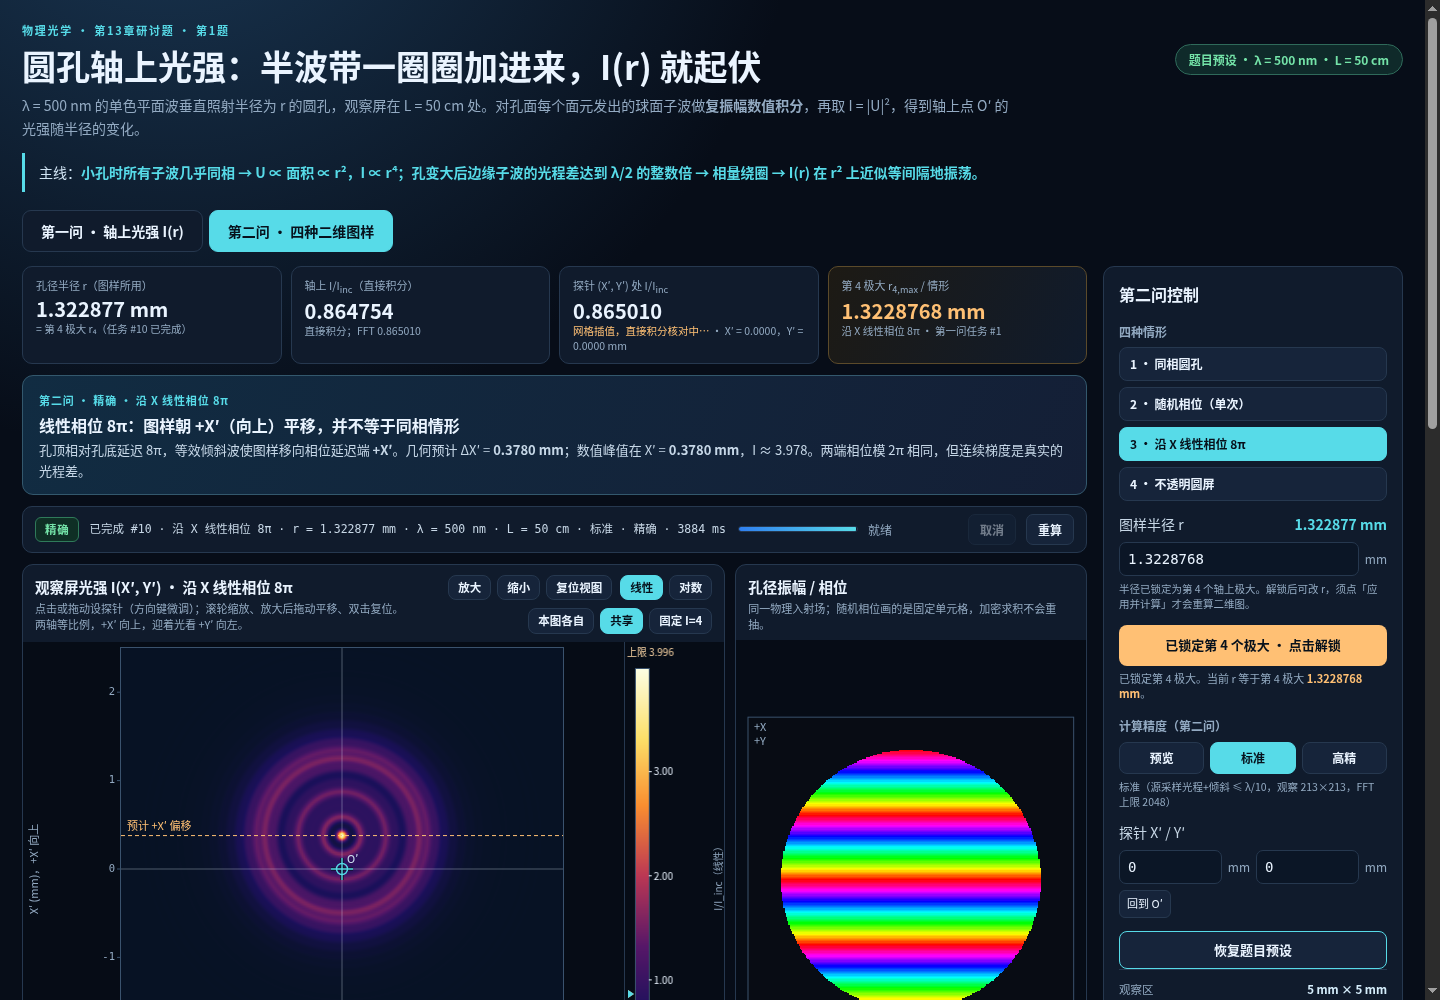 物理光学 · 第13章研讨题 · 第1题
圆孔轴上光强：半波带一圈圈加进来，I(r) 就起伏
题目预设 · λ = 500 nm · L = 50 cm
λ = 500 nm 的单色平面波垂直照射半径为 r 的圆孔，观察屏在 L = 50 cm 处。对孔面每个面元发出的球面子波做复振幅数值积分，再取 I = |U|²，得到轴上点 O′ 的
光强随半径的变化。
主线：小孔时所有子波几乎同相 → U ∝ 面积 ∝ r²，I ∝ r⁴；孔变大后边缘子波的光程差达到 λ/2 的整数倍 → 相量绕圈 → I(r) 在 r² 上近似等间隔地振荡。
第一问 · 轴上光强 I(r)
第二问 · 四种二维图样
孔径半径 r（图样所用）
1.322877 mm
= 第 4 极大 r₄（任务 #10 已完成）
轴上 I/Iinc（直接积分）
0.864754
直接积分；FFT 0.865010
探针 (X′, Y′) 处 I/Iinc
0.865010
网格插值，直接积分核对中… · X′ = 0.0000，Y′ =
0.0000 mm
第 4 极大 r4,max / 情形
1.3228768 mm
沿 X 线性相位 8π · 第一问任务 #1
第二问 · 精确 · 沿 X 线性相位 8π
线性相位 8π：图样朝 +X′（向上）平移，并不等于同相情形
孔顶相对孔底延迟 8π，等效倾斜波使图样移向相位延迟端 +X′。几何预计 ΔX′ = 0.3780 mm；数值峰值在 X′ = 0.3780 mm，I ≈ 3.978。两端相位模 2π 相同，但连续梯度是真实的
光程差。
精确
已完成 #10 · 沿 X 线性相位 8π · r = 1.322877 mm · λ = 500 nm · L = 50 cm · 标准 · 精确 · 3884 ms
就绪
取消
重算
观察屏光强 I(X′, Y′) · 沿 X 线性相位 8π
点击或拖动设探针（方向键微调）；滚轮缩放、放大后拖动平移、双击复位。
两轴等比例，+X′ 向上，迎着光看 +Y′ 向左。
放大
缩小
复位视图
线性
对数
本图各自
共享
固定 I=4
上限 3.996
2
1
0
-1
预计 +X′ 偏移
O′
X′ (mm)，+X′ 向上
3.00
2.00
1.00
I/I_inc（线性）
孔径振幅 / 相位
同一物理入射场；随机相位画的是固定单元格，加密求积不会重
抽。
+X
+Y
第二问控制
四种情形
1 · 同相圆孔
2 · 随机相位（单次）
3 · 沿 X 线性相位 8π
4 · 不透明圆屏
图样半径 r
1.322877 mm
1.3228768
mm
半径已锁定为第 4 个轴上极大。解锁后可改 r，须点「应
用并计算」才会重算二维图。
已锁定第 4 个极大 · 点击解锁
已锁定第 4 极大。当前 r 等于第 4 极大 1.3228768
mm。
计算精度（第二问）
预览
标准
高精
标准（源采样光程+倾斜 ≤ λ/10，观察 213×213，FFT
上限 2048）
探针 X′ / Y′
0
mm
0
mm
回到 O′
恢复题目预设
观察区
5 mm × 5 mm